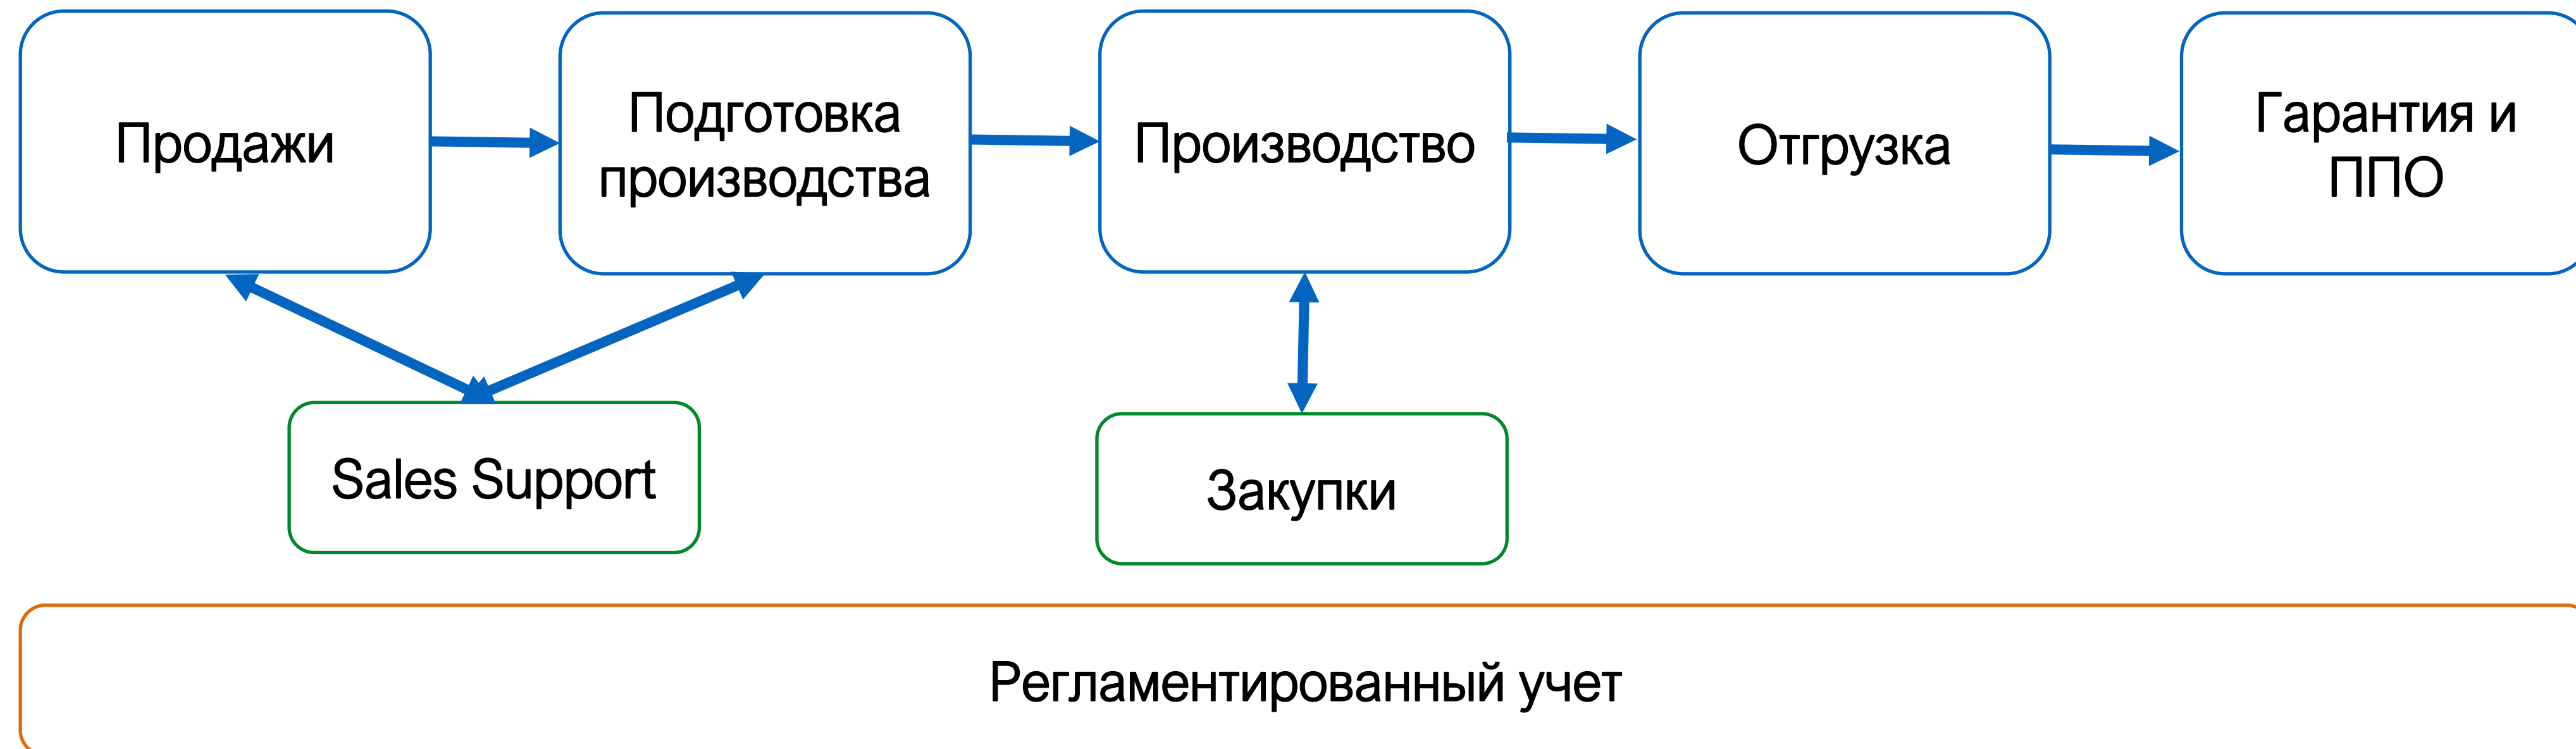 Продажи
Подготовка
производства
Производство
Отгрузка
Гарантия и
ППО
Sales Support
Закупки
Регламентированный учет